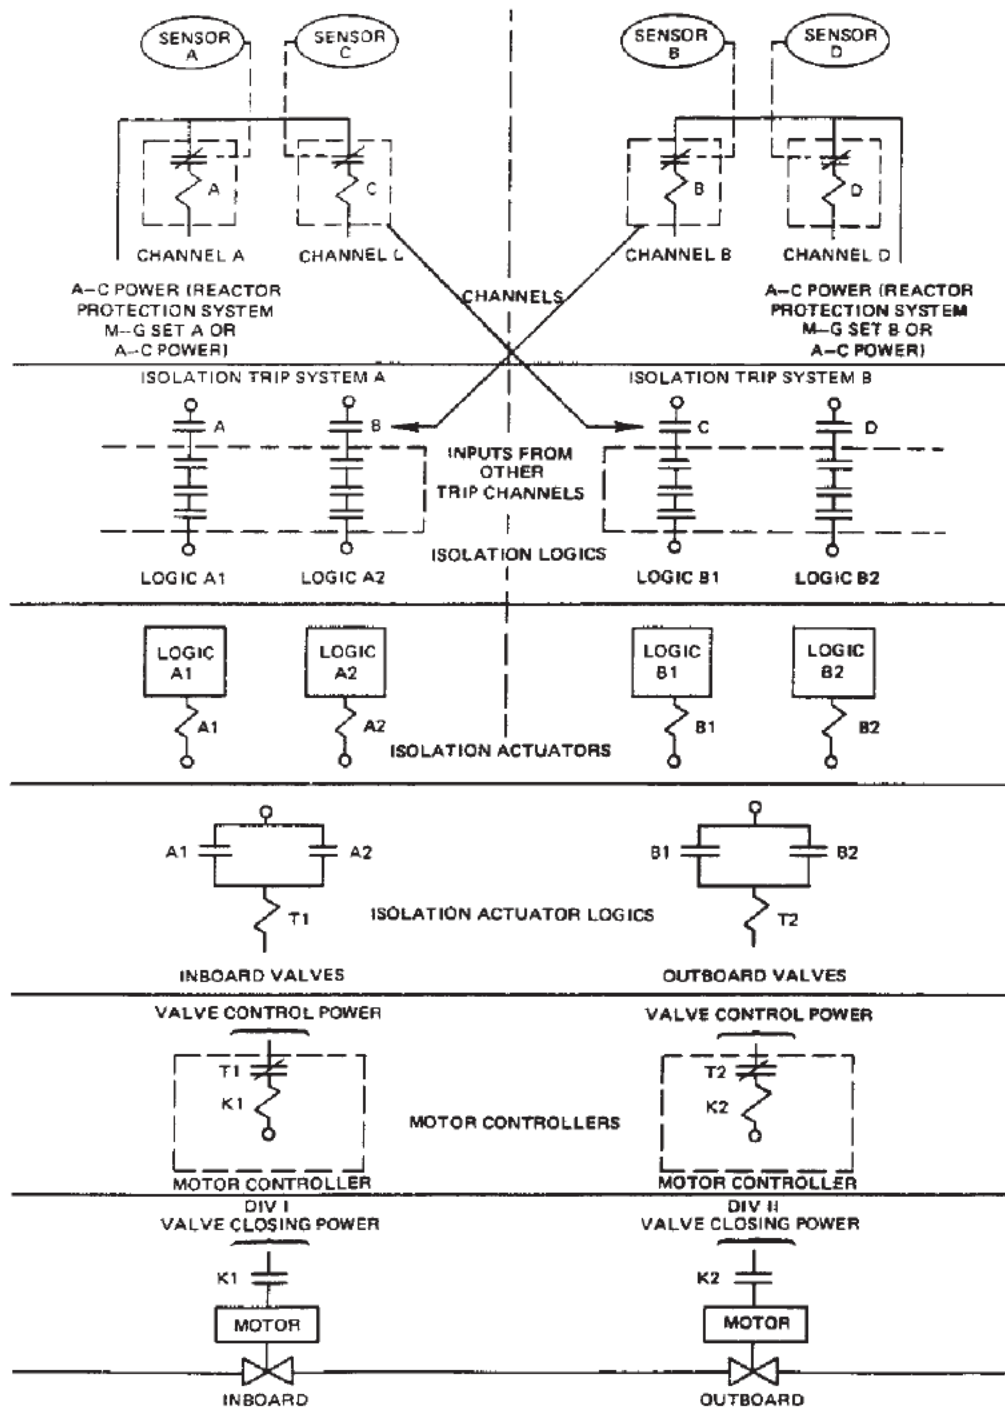 SENSOR
A
SENSOR
C
SENSOR
B
SENSOR
D
A
C
B
D
CHANNEL A
CHANNEL C
CHANNEL B
CHANNEL D
A-C POWER (REACTOR
PROTECTION SYSTEM
M-G SET A OR
A-C POWER)
CHANNELS
A-C POWER (REACTOR
PROTECTION SYSTEM
M-G SET B OR
A-C POWER)
ISOLATION TRIP SYSTEM A
ISOLATION TRIP SYSTEM B
A
B
C
D
INPUTS FROM
OTHER
TRIP CHANNELS
ISOLATION LOGICS
LOGIC A1
LOGIC A2
LOGIC B1
LOGIC B2
LOGIC
A1
LOGIC
A2
LOGIC
B1
LOGIC
B2
A1
A2
B1
B2
ISOLATION ACTUATORS
A1
A2
B1
B2
T1
ISOLATION ACTUATOR LOGICS
T2
INBOARD VALVES
OUTBOARD VALVES
VALVE CONTROL POWER
VALVE CONTROL POWER
T1
K1
T2
K2
MOTOR CONTROLLERS
MOTOR CONTROLLER
MOTOR CONTROLLER
DIV I
VALVE CLOSING POWER
DIV II
VALVE CLOSING POWER
K1
K2
MOTOR
MOTOR
INBOARD
OUTBOARD